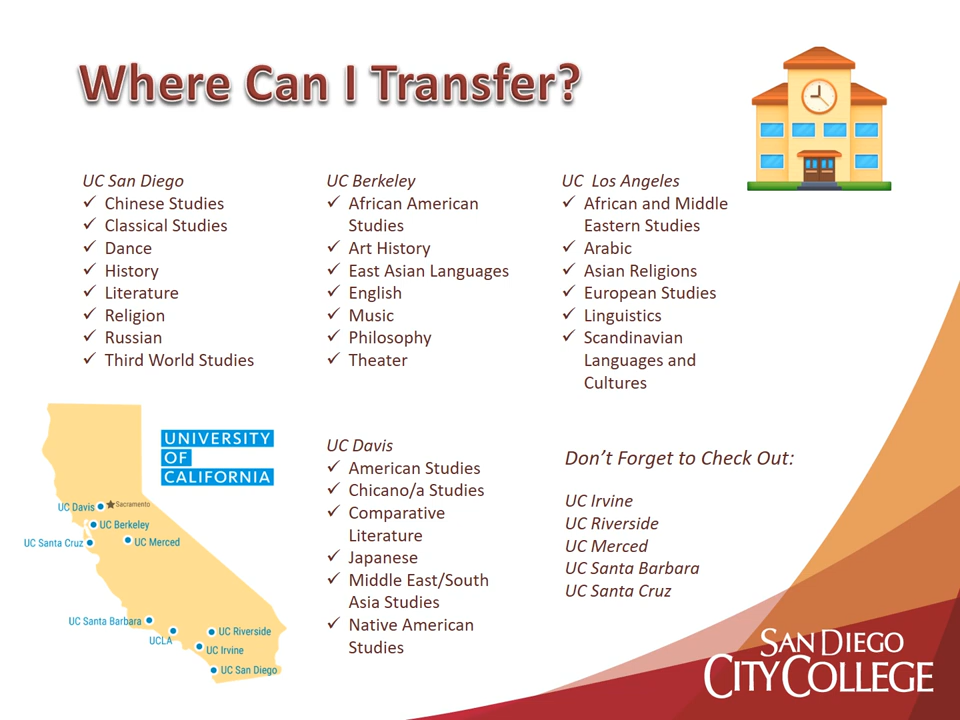 Where Can I Transfer?
UC San Diego
✓ Chinese Studies
✓ Classical Studies
✓ Dance
✓ History
✓ Literature
✓ Religion
✓ Russian
✓ Third World Studies
UC Berkeley
✓ African American
Studies
✓ Art History
✓ East Asian Languages
✓ English
✓ Music
✓ Philosophy
✓ Theater
UC  Los Angeles
✓ African and Middle
Eastern Studies
✓ Arabic
✓ Asian Religions
✓ European Studies
✓ Linguistics
✓ Scandinavian
Languages and
Cultures
UNIVERSITY
OF
CALIFORNIA
UC Davis
Sacramento
UC Berkeley
UC Santa Cruz
UC Merced
UC Santa Barbara
UCLA
UC Riverside
UC Irvine
UC San Diego
UC Davis
✓ American Studies
✓ Chicano/a Studies
✓ Comparative
Literature
✓ Japanese
✓ Middle East/South
Asia Studies
✓ Native American
Studies
Don’t Forget to Check Out:
UC Irvine
UC Riverside
UC Merced
UC Santa Barbara
UC Santa Cruz
SAN DIEGO
CITY COLLEGE